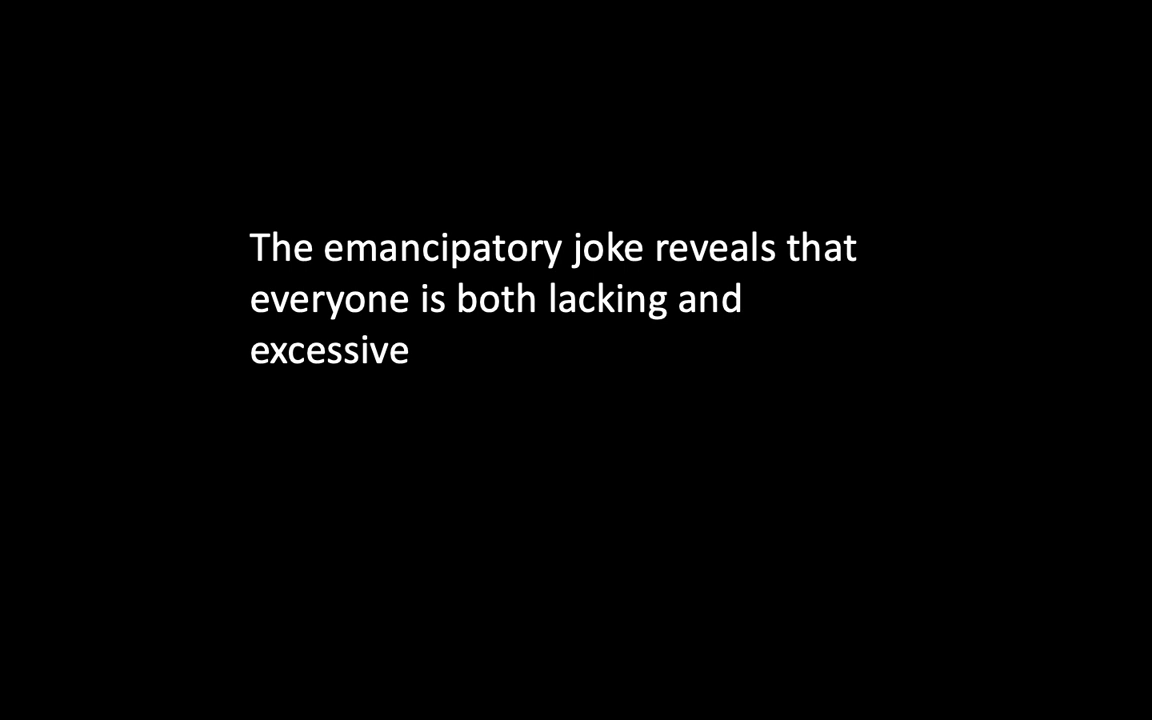 The emancipatory joke reveals that
everyone is both lacking and
excessive